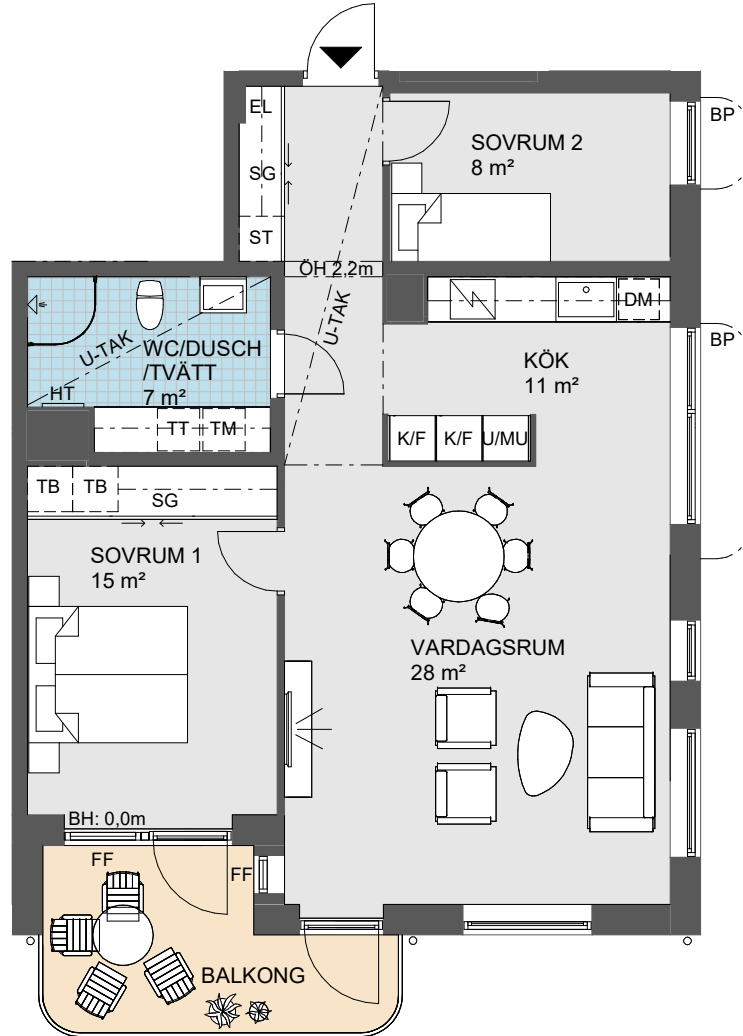 EL
BP
SOVRUM 2
8 m²
SG
ST
ÖH 2,2m
DM
U-TAK
U-TAK
WC/DUSCH
/TVÄTT
7 m²
BP
KÖK
11 m²
HT
TT
TM
K/F
K/F
U/MU
TB
TB
SG
SOVRUM 1
15 m²
VARDAGSRUM
28 m²
BH: 0,0m
FF
FF
BALKONG